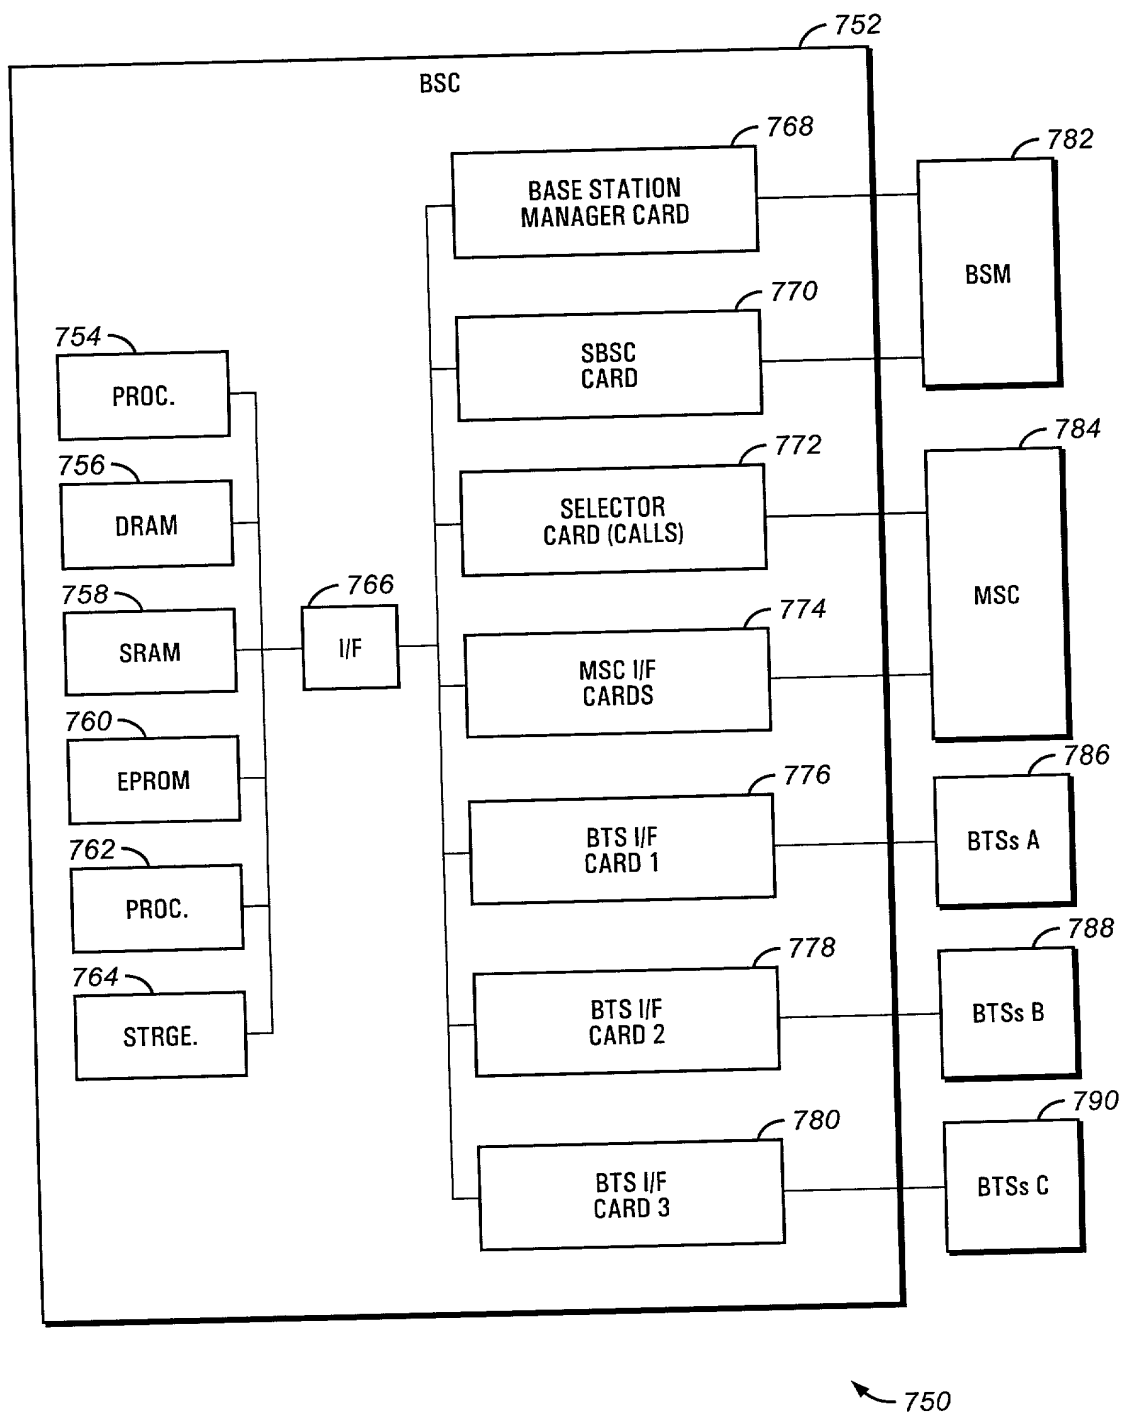 752
BSC
768
BASE STATION
MANAGER CARD
782
BSM
770
SBSC
CARD
754
PROC.
756
DRAM
758
SRAM
760
EPROM
762
PROC.
764
STRGE.
766
I/F
772
SELECTOR
CARD (CALLS)
784
MSC
774
MSC I/F
CARDS
776
BTS I/F
CARD 1
786
BTSs A
778
BTS I/F
CARD 2
788
BTSs B
780
BTS I/F
CARD 3
790
BTSs C
750